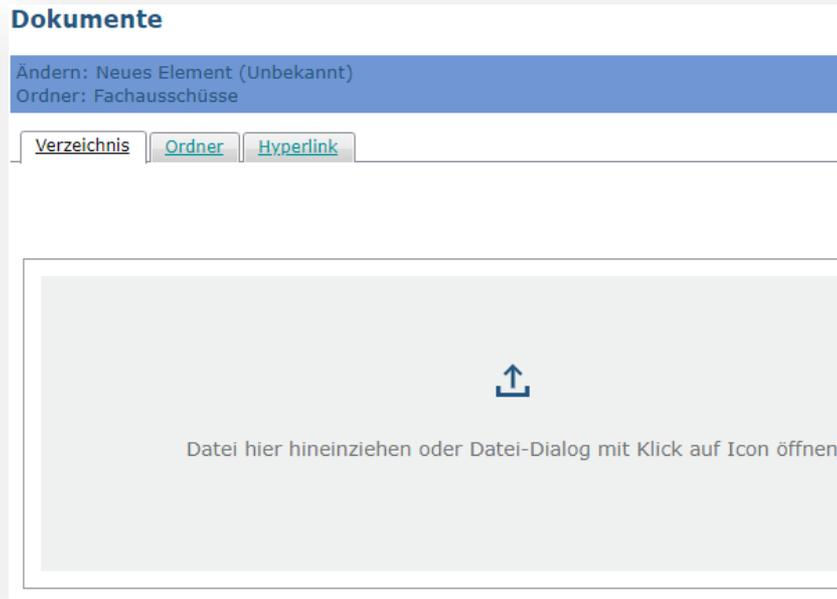 Dokumente
Ändern: Neues Element (Unbekannt)
Ordner: Fachausschüsse
Verzeichnis Ordner Hyperlink
Datei hier hineinziehen oder Datei-Dialog mit Klick auf Icon öffnen